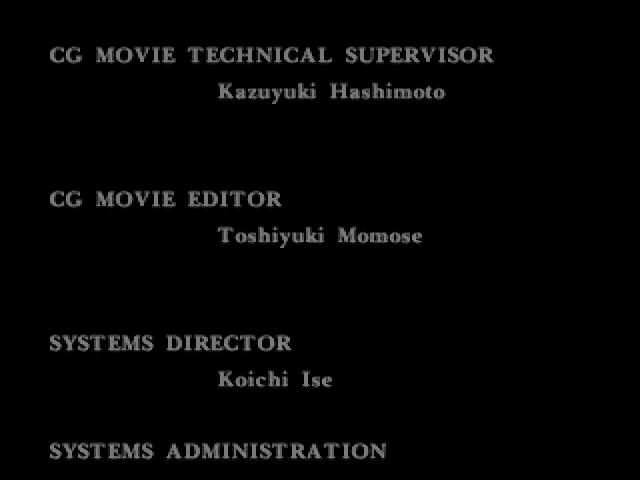 CG MOVIE TECHNICAL SUPERVISOR
Kazuyuki Hashimoto
CG MOVIE EDITOR
Toshiyuki Momose
SYSTEMS DIRECTOR
Koichi Ise
SYSTEMS ADMINISTRATION